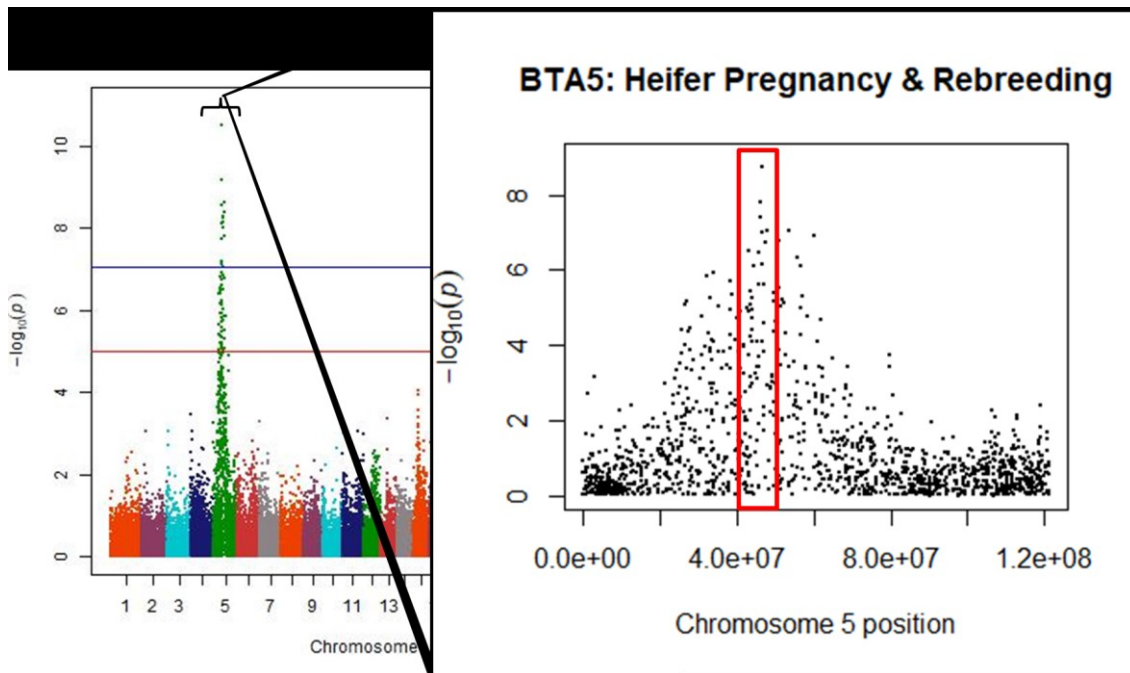 10
8
6
4
2
0
−log₁₀(p)
1 2 3 5 7 9 11 13
Chromosome
BTA5: Heifer Pregnancy & Rebreeding
8
6
4
2
0
−log₁₀(p)
0.0e+00 4.0e+07 8.0e+07 1.2e+08
Chromosome 5 position